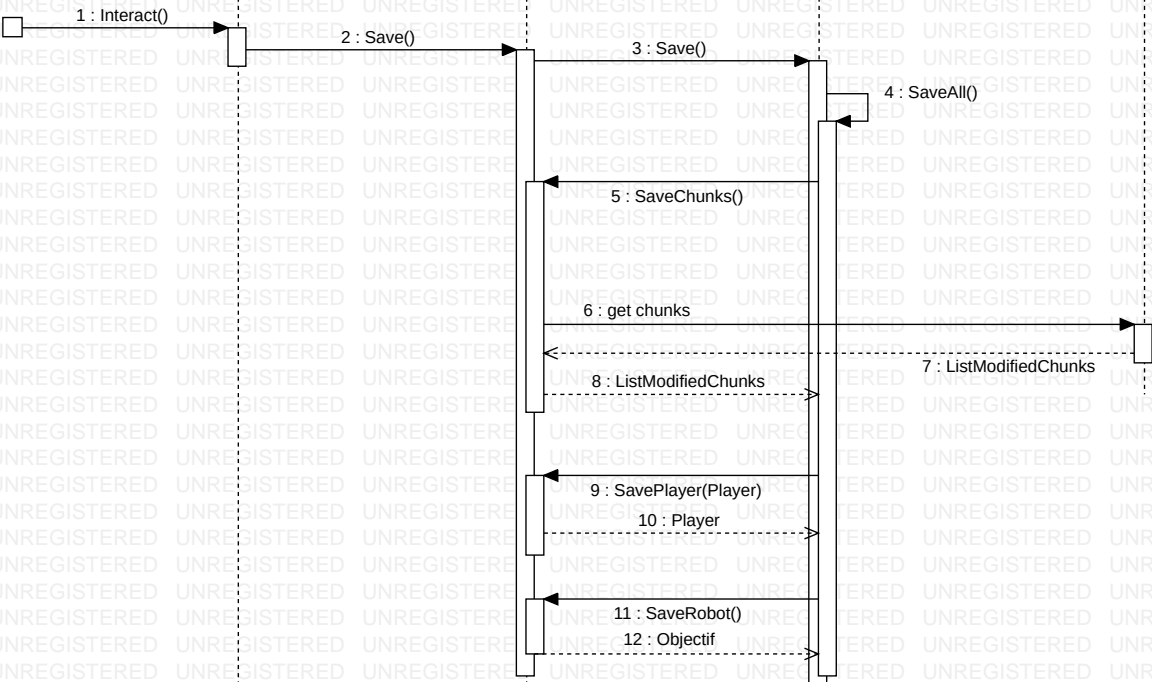 1 : Interact()
2 : Save()
3 : Save()
4 : SaveAll()
5 : SaveChunks()
6 : get chunks
7 : ListModifiedChunks
8 : ListModifiedChunks
9 : SavePlayer(Player)
10 : Player
11 : SaveRobot()
12 : Objectif
UNREGISTERED